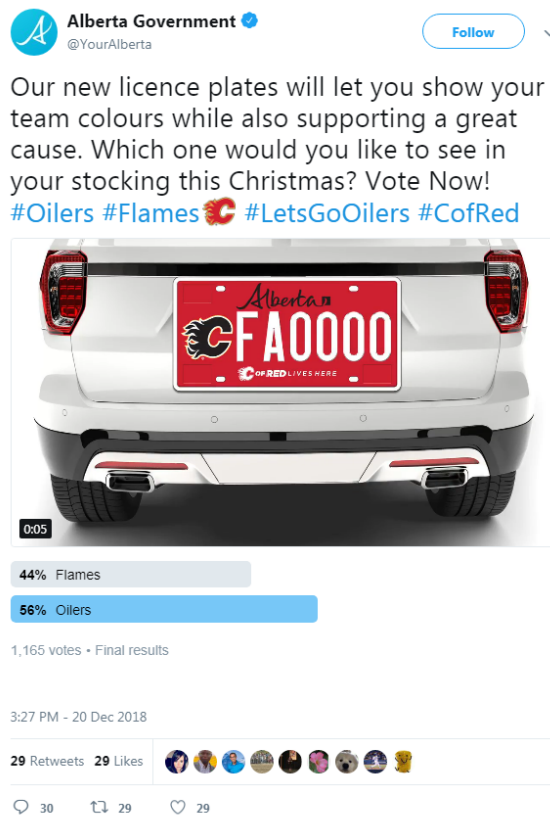 Alberta Government
@YourAlberta
Follow
Our new licence plates will let you show your
team colours while also supporting a great
cause. Which one would you like to see in
your stocking this Christmas? Vote Now!
#Oilers #Flames #LetsGoOilers #CofRed
Alberta
C FA0000
C OF RED LIVES HERE
0:05
44% Flames
56% Oilers
1,165 votes • Final results
3:27 PM - 20 Dec 2018
29 Retweets 29 Likes
30 29 29